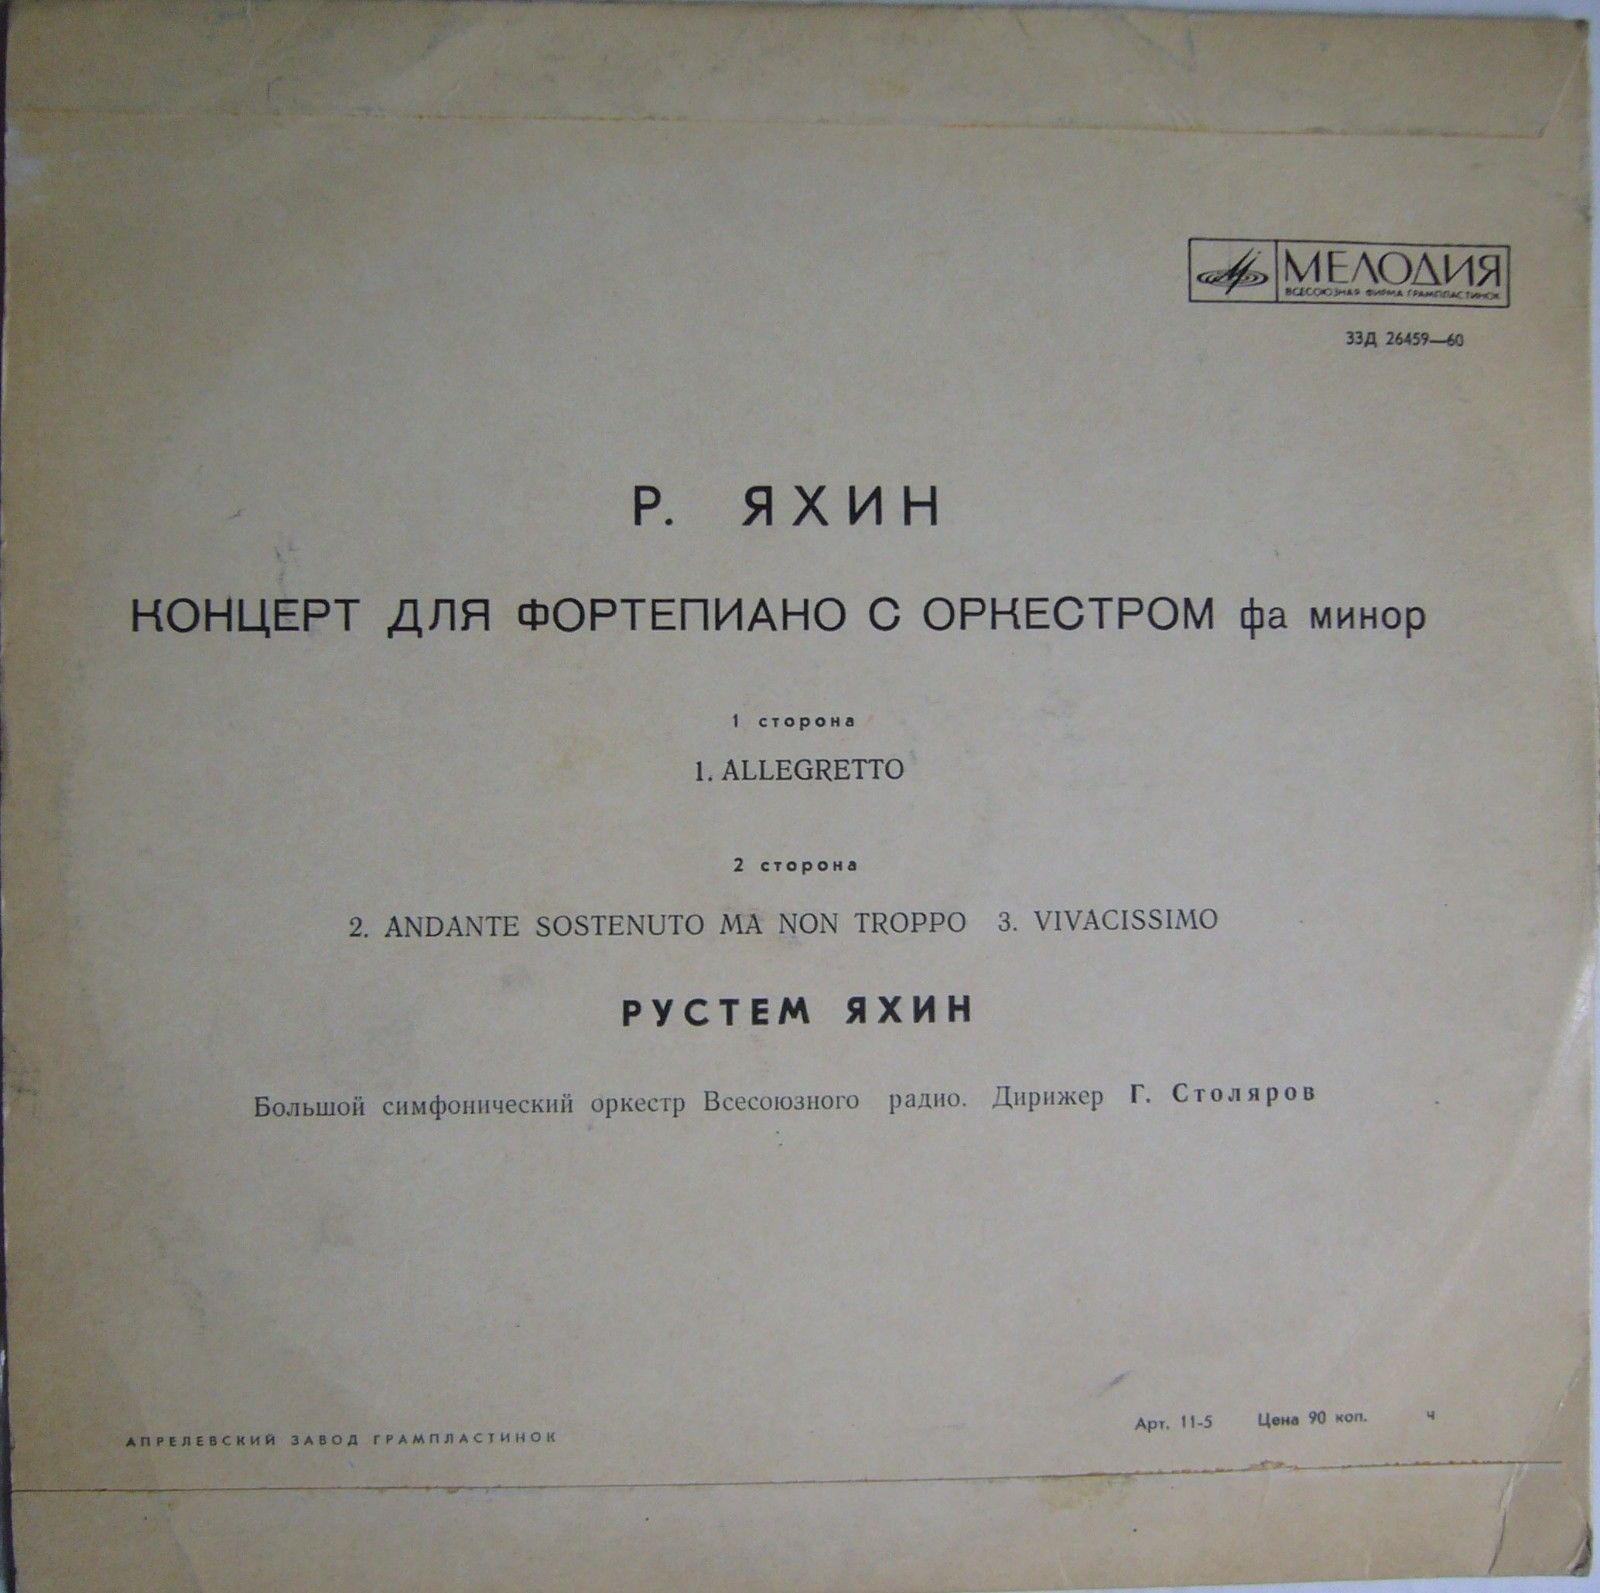 МЕЛОДИЯ
ВСЕСОЮЗНАЯ ФИРМА ГРАМПЛАСТИНОК
33Д 26459—60
Р. ЯХИН
КОНЦЕРТ ДЛЯ ФОРТЕПИАНО С ОРКЕСТРОМ фа минор
1 сторона
1. ALLEGRETTO
2 сторона
2. ANDANTE SOSTENUTO MA NON TROPPO 3. VIVACISSIMO
РУСТЕМ ЯХИН
Большой симфонический оркестр Всесоюзного радио. Дирижер Г. Столяров
АПРЕЛЕВСКИЙ ЗАВОД ГРАМПЛАСТИНОК
Арт. 11-5 Цена 90 коп. ч